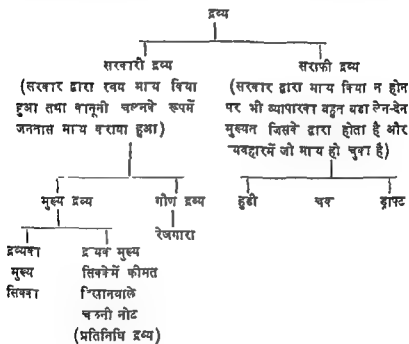 द्रव्य
सरकारी द्रव्य
(सरकार द्वारा स्वय मान्य किया
हुआ तथा कानूनी चलनके रूपमें
जनतास मान्य कराया हुआ)
सराफी द्रव्य
(सरकार द्वारा मान्य किया न होन
पर भी व्यापारका बहुत बडा लेन-देन
मुख्यत जिसके द्वारा होता है और
व्यवहारमें जो मान्य हो चुका है)
मुख्य द्रव्य
गौण द्रव्य
हुडी
चक
ड्राफ्ट
रेजगारी
द्रव्यका
मुख्य
सिक्का
द्रव्यके मुख्य
सिक्केमें कीमत
दिखानेवाले
चलनी नोट
(प्रतिनिधि द्रव्य)